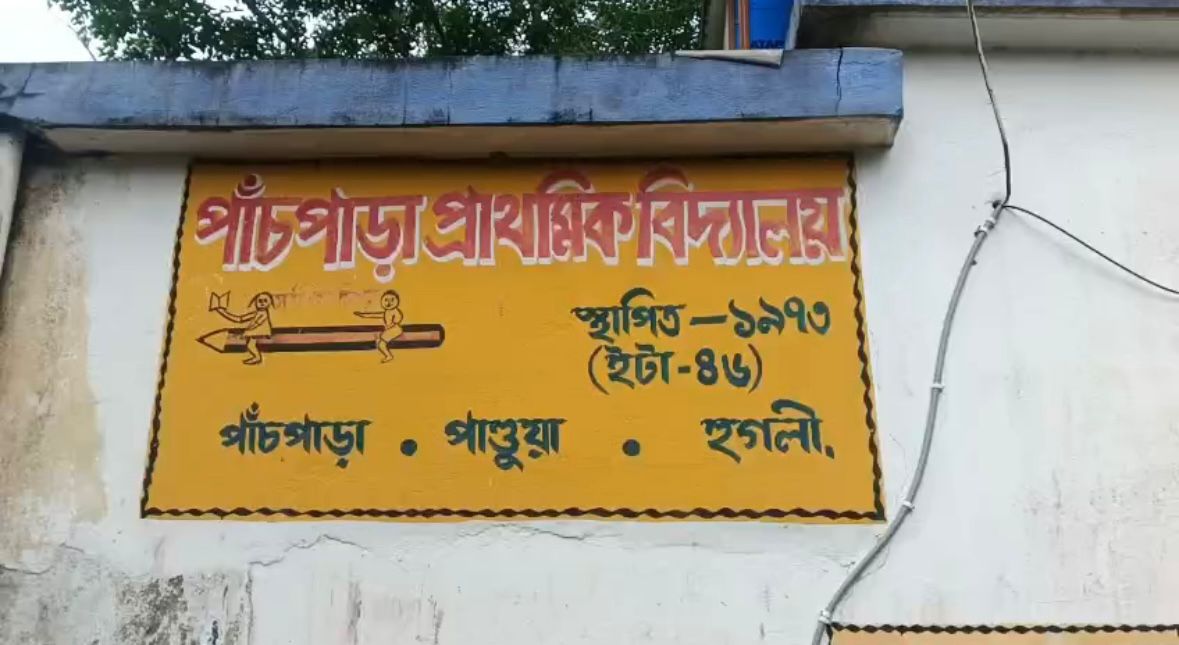 পাঁচপাড়া প্রাথমিক বিদ্যালয়
স্থাপিত — ১৯৭৩
(ইটা-৪৬)
পাঁচপাড়া . পাণ্ডুয়া . হুগলী.